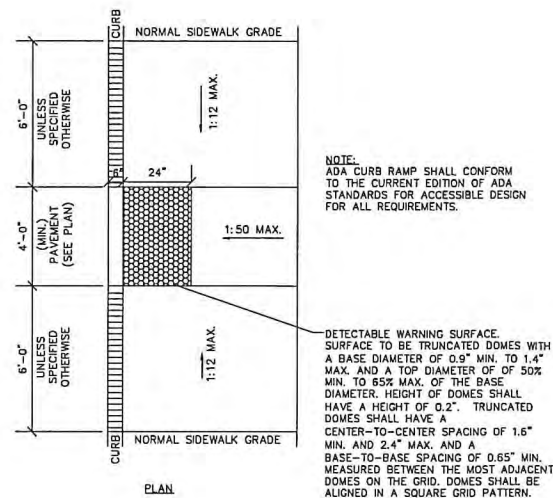 CURB
NORMAL SIDEWALK GRADE
6'-0"
UNLESS
SPECIFIED
OTHERWISE
1:12 MAX.
6"
24"
4'-0"
(MIN.)
PAVEMENT
(SEE PLAN)
1:50 MAX.
6'-0"
UNLESS
SPECIFIED
OTHERWISE
1:12 MAX.
CURB
NORMAL SIDEWALK GRADE
PLAN
NOTE:
ADA CURB RAMP SHALL CONFORM
TO THE CURRENT EDITION OF ADA
STANDARDS FOR ACCESSIBLE DESIGN
FOR ALL REQUIREMENTS.
DETECTABLE WARNING SURFACE.
SURFACE TO BE TRUNCATED DOMES WITH
A BASE DIAMETER OF 0.9" MIN. TO 1.4"
MAX. AND A TOP DIAMETER OF OF 50%
MIN. TO 65% MAX. OF THE BASE
DIAMETER. HEIGHT OF DOMES SHALL
HAVE A HEIGHT OF 0.2". TRUNCATED
DOMES SHALL HAVE A
CENTER-TO-CENTER SPACING OF 1.6"
MIN. AND 2.4" MAX. AND A
BASE-TO-BASE SPACING OF 0.65" MIN.
MEASURED BETWEEN THE MOST ADJACENT
DOMES ON THE GRID. DOMES SHALL BE
ALIGNED IN A SQUARE GRID PATTERN.